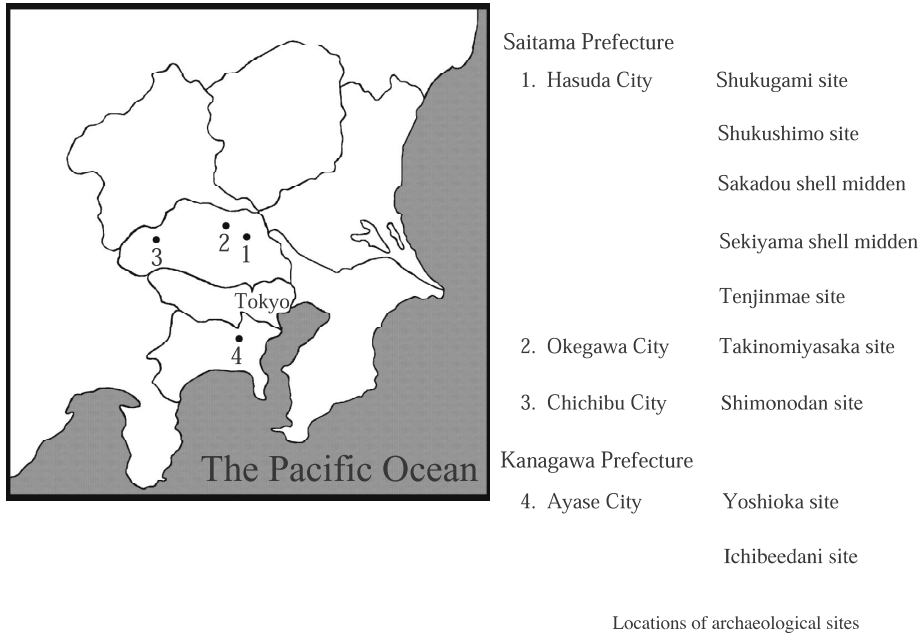 3
2
1
Tokyo
4
The Pacific Ocean
Saitama Prefecture
1. Hasuda City Shukugami site
Shukushimo site
Sakadou shell midden
Sekiyama shell midden
Tenjinmae site
2. Okegawa City Takinomiyasaka site
3. Chichibu City Shimonodan site
Kanagawa Prefecture
4. Ayase City Yoshioka site
Ichibeedani site
Locations of archaeological sites